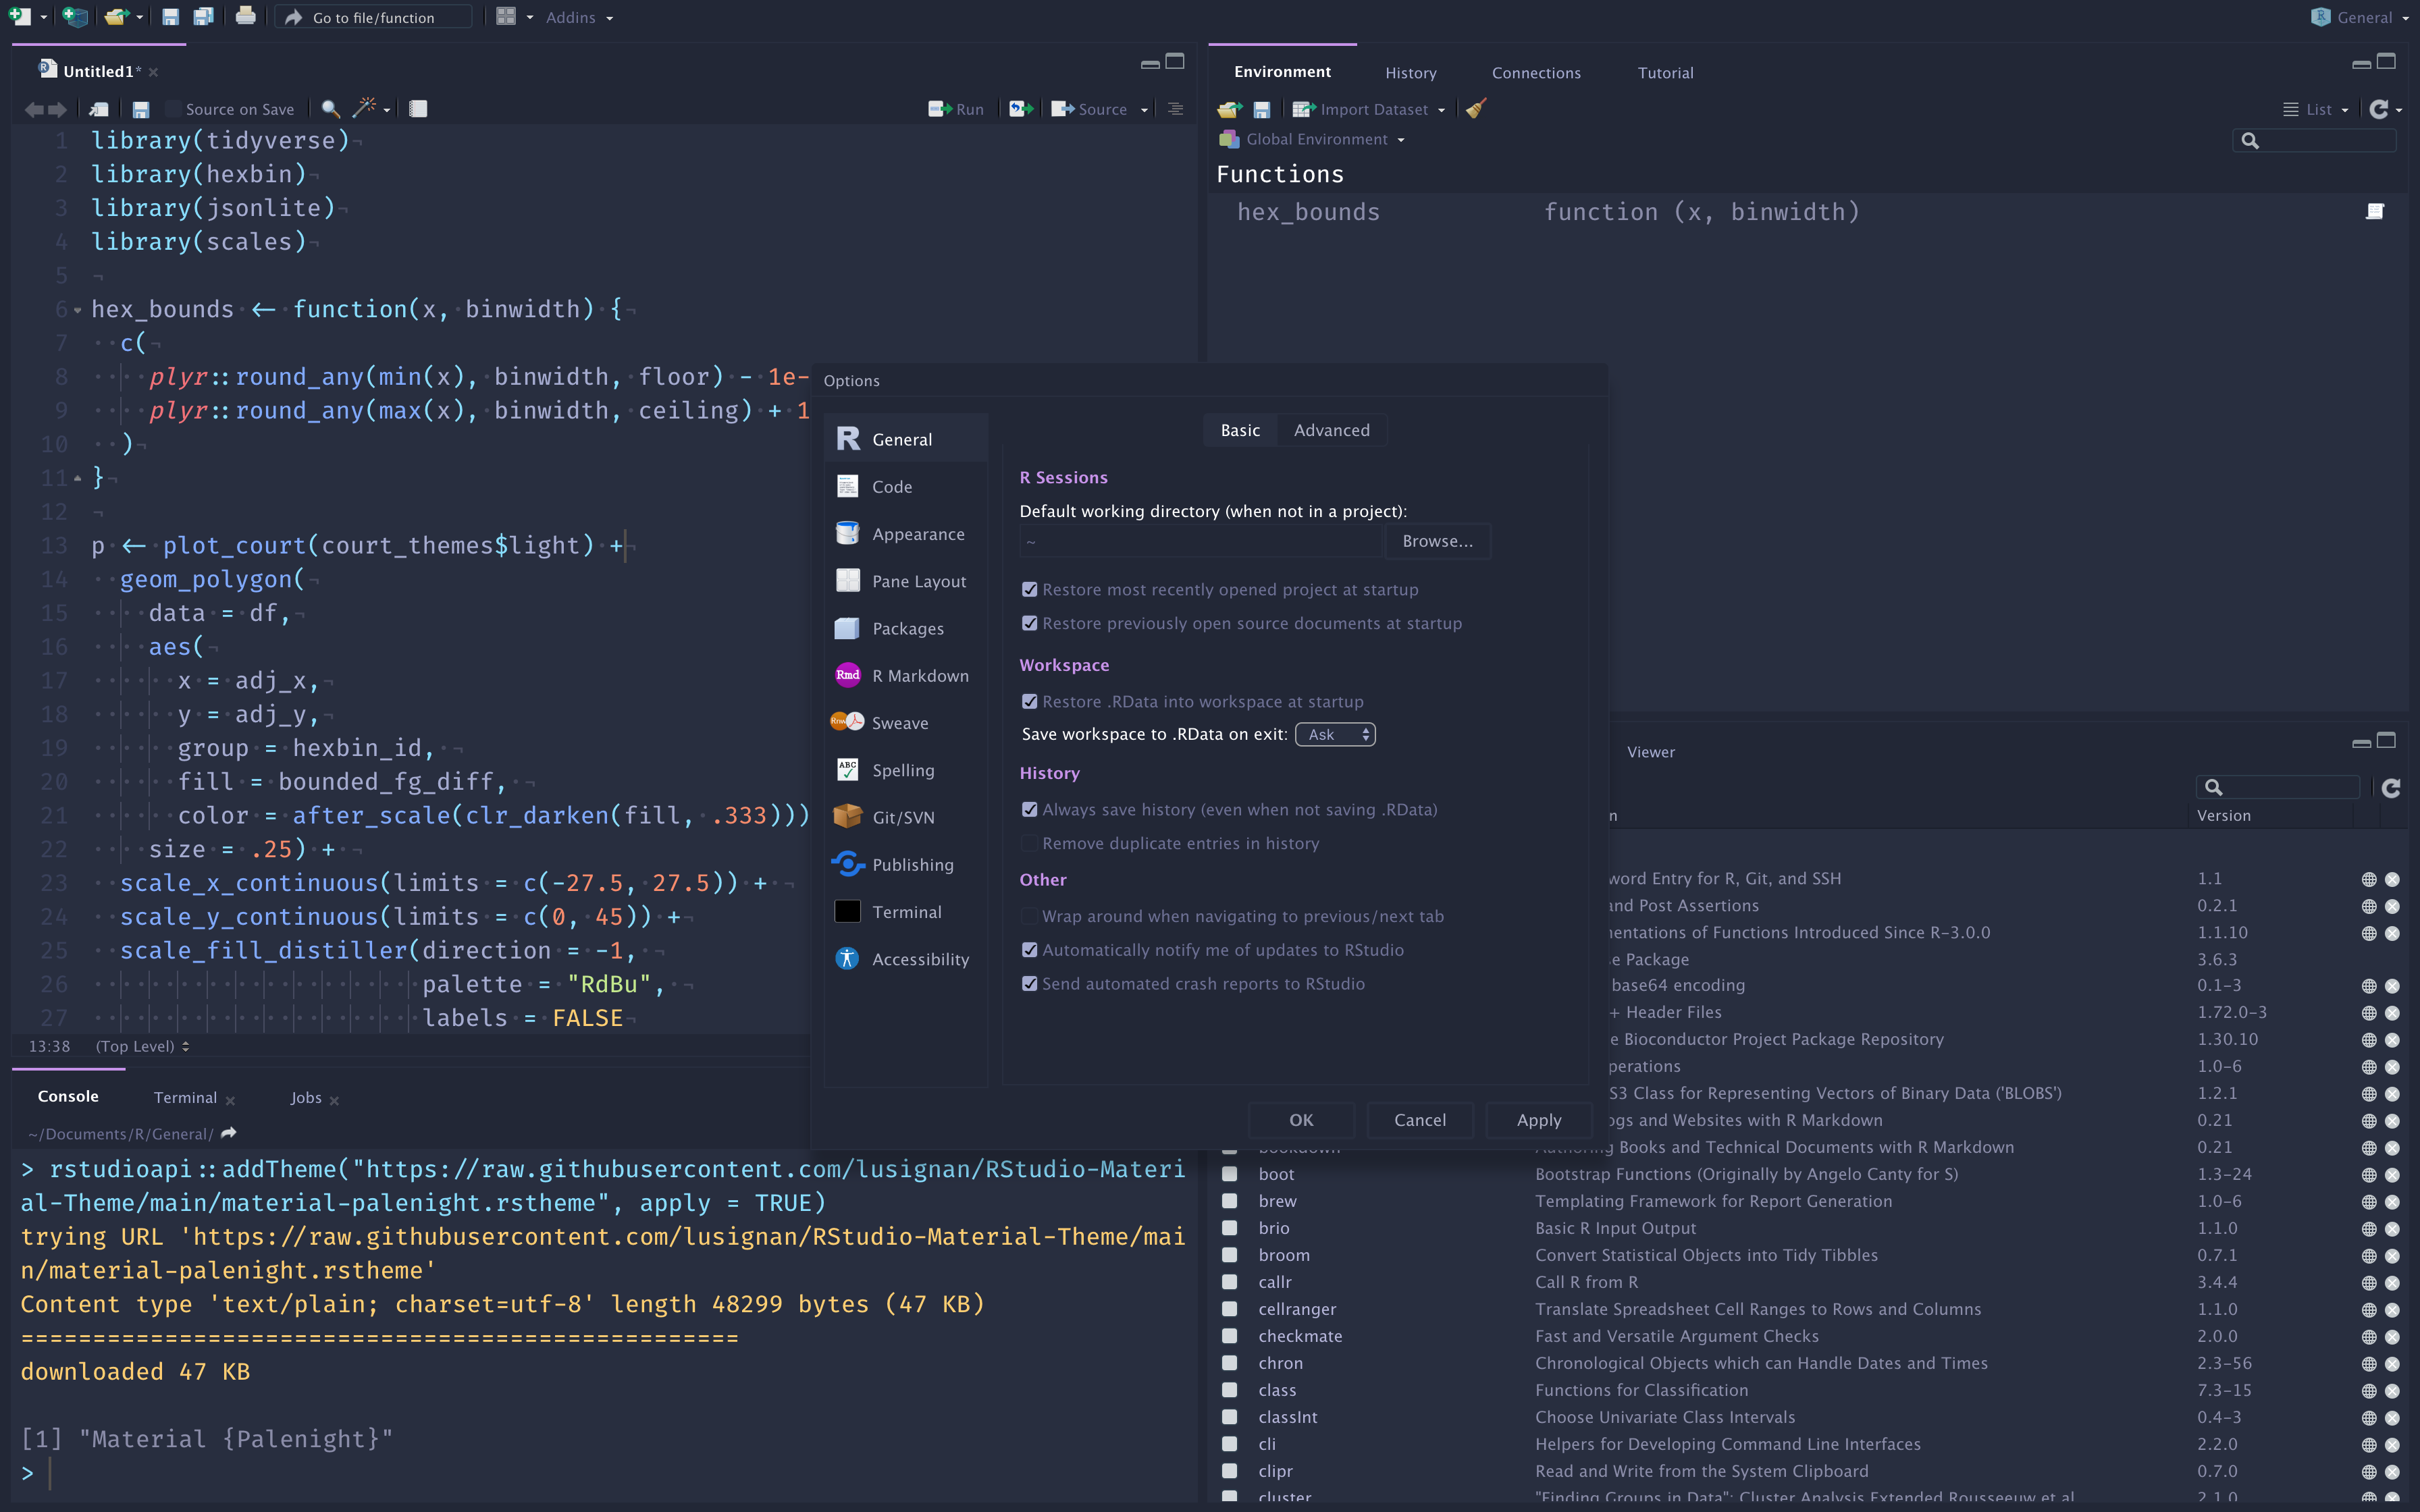 Go to file/function
Addins
General
Untitled1*
Source on Save
Run
Source
1 library(tidyverse)
2 library(hexbin)
3 library(jsonlite)
4 library(scales)
5
6 hex_bounds <- function(x, binwidth) {
7 c(
8 plyr::round_any(min(x), binwidth, floor) - 1e-
9 plyr::round_any(max(x), binwidth, ceiling) + 1
10 )
11 }
12
13 p <- plot_court(court_themes$light) +
14 geom_polygon(
15 data = df,
16 aes(
17 x = adj_x,
18 y = adj_y,
19 group = hexbin_id,
20 fill = bounded_fg_diff,
21 color = after_scale(clr_darken(fill, .333)))
22 size = .25) +
23 scale_x_continuous(limits = c(-27.5, 27.5)) +
24 scale_y_continuous(limits = c(0, 45)) +
25 scale_fill_distiller(direction = -1,
26 palette = "RdBu",
27 labels = FALSE
13:38 (Top Level)
Console
Terminal
Jobs
~/Documents/R/General/
> rstudioapi::addTheme("https://raw.githubusercontent.com/lusignan/RStudio-Materi
al-Theme/main/material-palenight.rstheme", apply = TRUE)
trying URL 'https://raw.githubusercontent.com/lusignan/RStudio-Material-Theme/mai
n/material-palenight.rstheme'
Content type 'text/plain; charset=utf-8' length 48299 bytes (47 KB)
==================================================
downloaded 47 KB
[1] "Material {Palenight}"
>
Environment
History
Connections
Tutorial
Import Dataset
List
Global Environment
Functions
hex_bounds function (x, binwidth)
Options
General
Code
Appearance
Pane Layout
Packages
Rmd R Markdown
Sweave
ABC Spelling
Git/SVN
Publishing
Terminal
Accessibility
Basic
Advanced
R Sessions
Default working directory (when not in a project):
~
Browse...
Restore most recently opened project at startup
Restore previously open source documents at startup
Workspace
Restore .RData into workspace at startup
Save workspace to .RData on exit: Ask
History
Always save history (even when not saving .RData)
Remove duplicate entries in history
Other
Wrap around when navigating to previous/next tab
Automatically notify me of updates to RStudio
Send automated crash reports to RStudio
OK
Cancel
Apply
Viewer
n Version
word Entry for R, Git, and SSH 1.1
and Post Assertions 0.2.1
entations of Functions Introduced Since R-3.0.0 1.1.10
e Package 3.6.3
base64 encoding 0.1-3
+ Header Files 1.72.0-3
e Bioconductor Project Package Repository 1.30.10
perations 1.0-6
S3 Class for Representing Vectors of Binary Data ('BLOBS') 1.2.1
ogs and Websites with R Markdown 0.21
bookdown Authoring Books and Technical Documents with R Markdown 0.21
boot Bootstrap Functions (Originally by Angelo Canty for S) 1.3-24
brew Templating Framework for Report Generation 1.0-6
brio Basic R Input Output 1.1.0
broom Convert Statistical Objects into Tidy Tibbles 0.7.1
callr Call R from R 3.4.4
cellranger Translate Spreadsheet Cell Ranges to Rows and Columns 1.1.0
checkmate Fast and Versatile Argument Checks 2.0.0
chron Chronological Objects which can Handle Dates and Times 2.3-56
class Functions for Classification 7.3-15
classInt Choose Univariate Class Intervals 0.4-3
cli Helpers for Developing Command Line Interfaces 2.2.0
clipr Read and Write from the System Clipboard 0.7.0
cluster "Finding Groups in Data": Cluster Analysis Extended Rousseeuw et al. 2.1.0